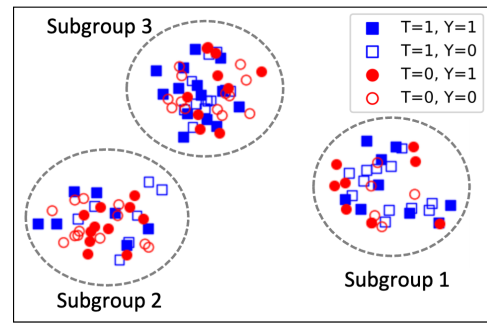 Subgroup 3
T=1, Y=1
T=1, Y=0
T=0, Y=1
T=0, Y=0
Subgroup 1
Subgroup 2